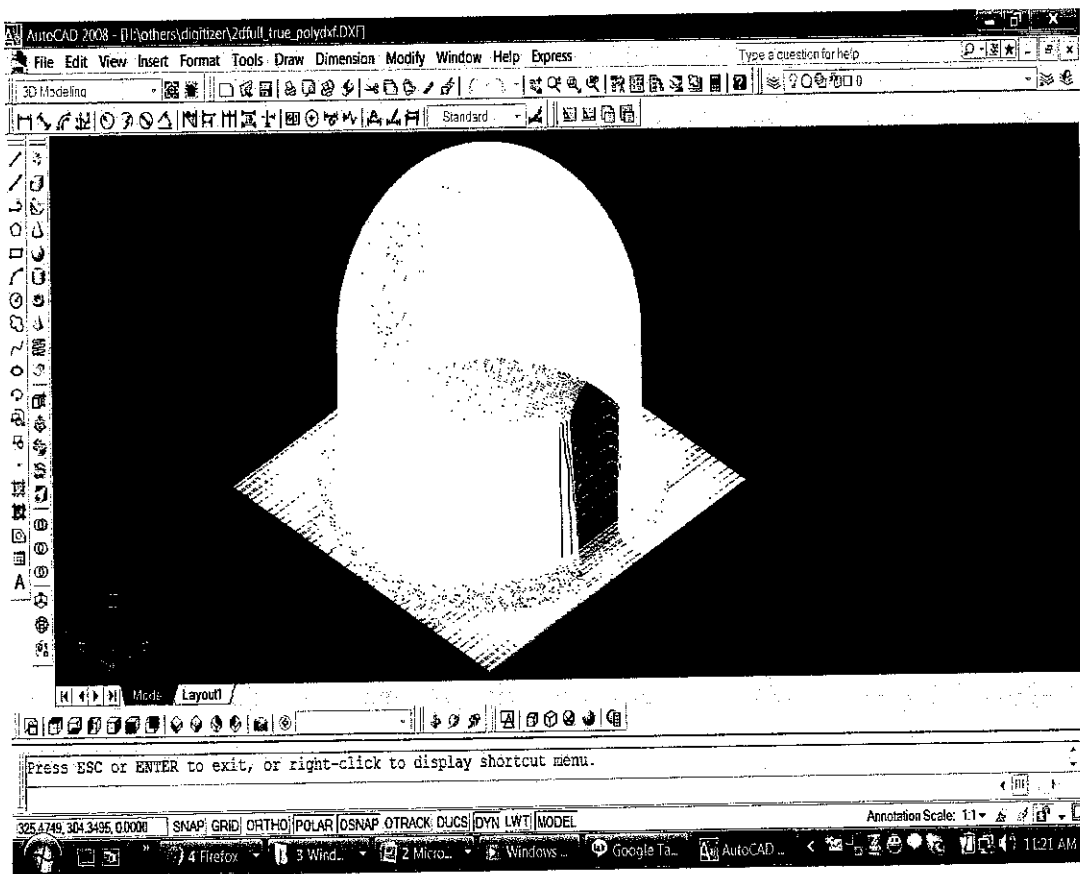 AutoCAD 2008 - [I:\others\digitizer\2dfull_true_polydxf.DXF]
File Edit View Insert Format Tools Draw Dimension Modify Window Help Express
Type a question for help
3D Modeling
0
Standard
A
Model Layout1
Press ESC or ENTER to exit, or right-click to display shortcut menu.
Annotation Scale: 1:1
325.4749, 304.3495, 0.0000 SNAP GRID ORTHO POLAR OSNAP OTRACK DUCS DYN LWT MODEL
4 Firefox 3 Wind... 2 Micro... Windows ... Google Ta... AutoCAD ... 11:21 AM